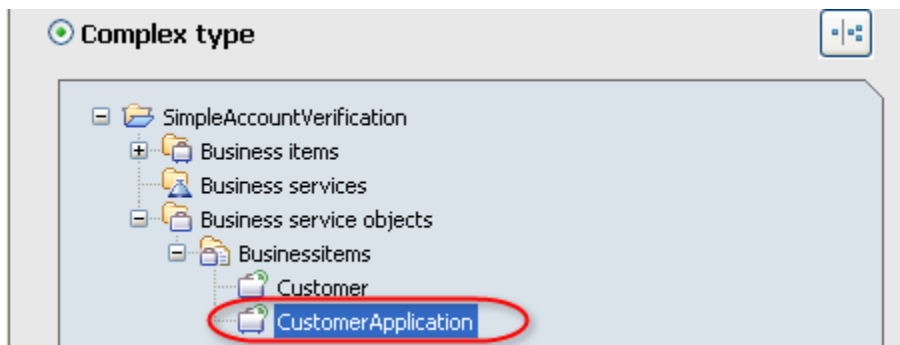 Complex type
SimpleAccountVerification
Business items
Business services
Business service objects
Businessitems
Customer
CustomerApplication